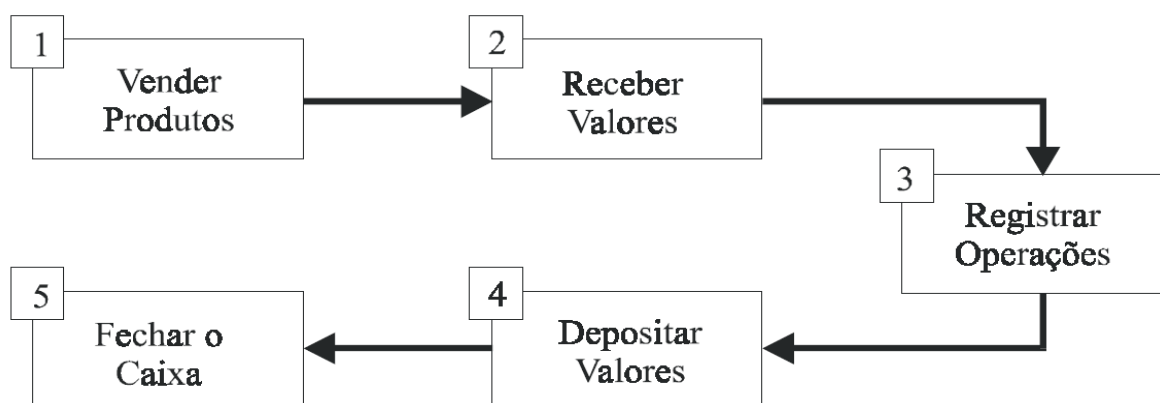 1
Vender
Produtos
2
Receber
Valores
3
Registrar
Operações
4
Depositar
Valores
5
Fechar o
Caixa